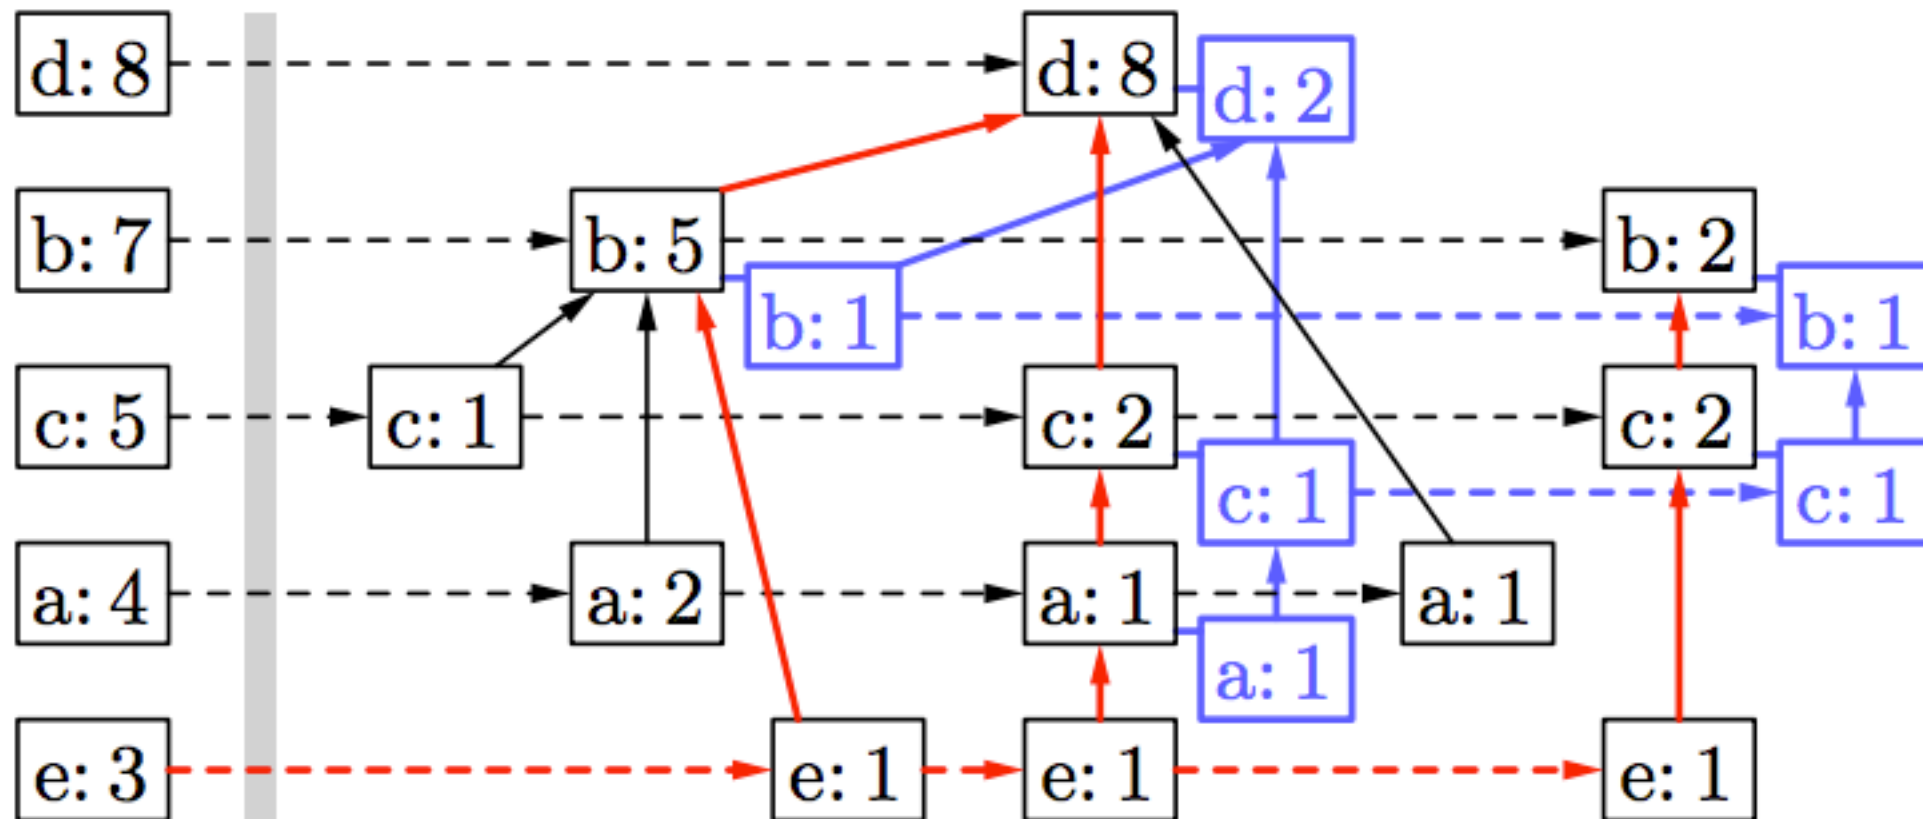 d: 8 d: 8 d: 2
b: 7 b: 5 b: 2
b: 1 b: 1
c: 5 c: 1 c: 2 c: 2
c: 1 c: 1
a: 4 a: 2 a: 1 a: 1
a: 1
e: 3 e: 1 e: 1 e: 1